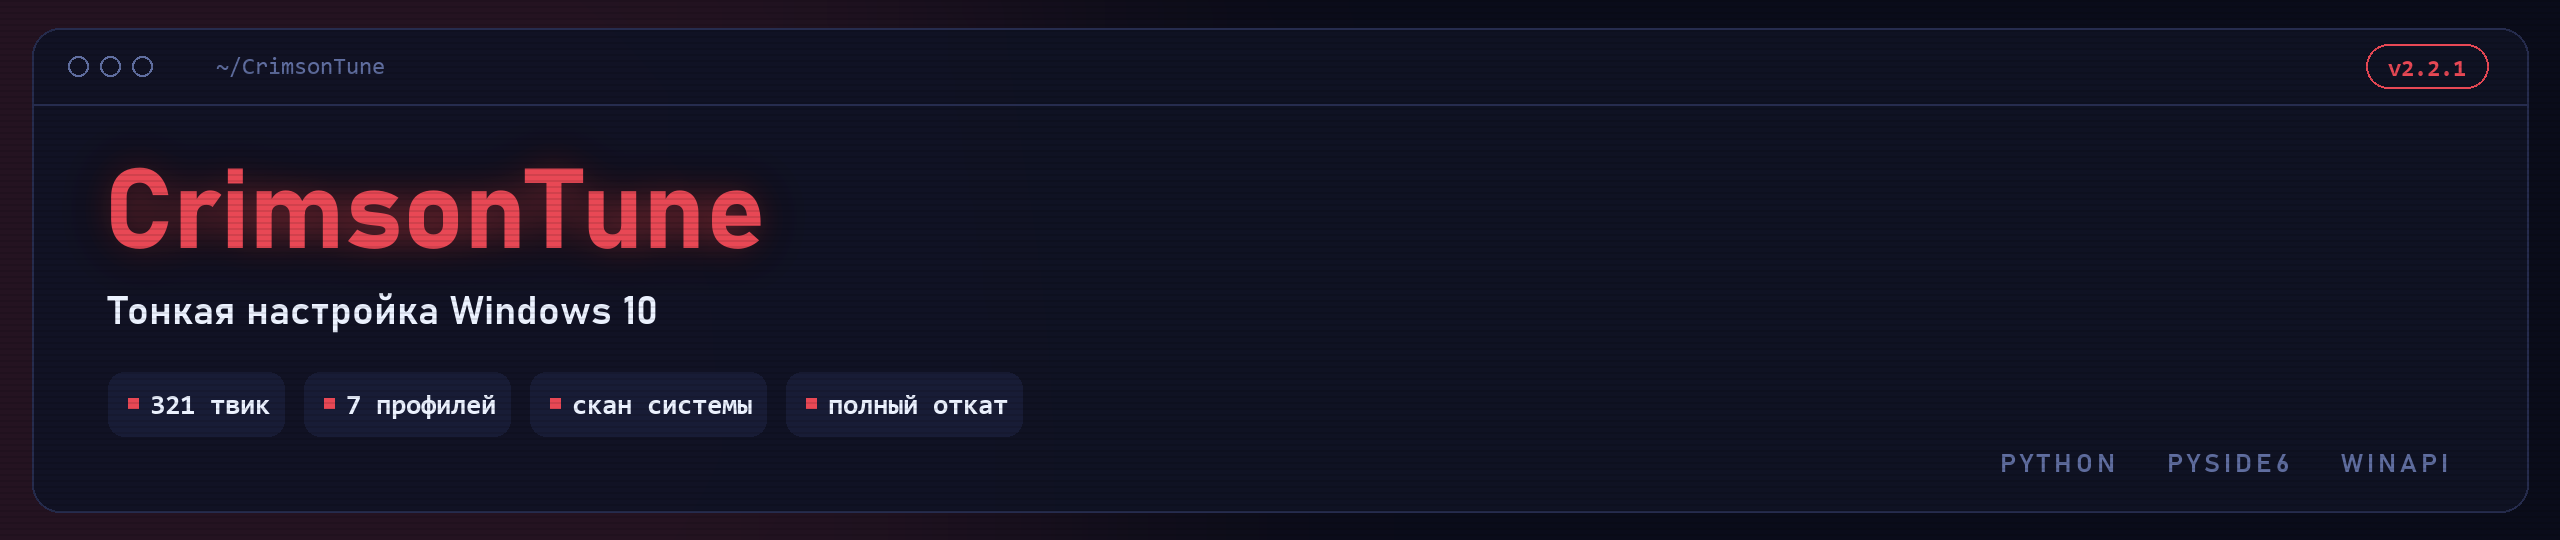 ~/CrimsonTune
v2.2.1
CrimsonTune
Тонкая настройка Windows 10
321 твик
7 профилей
скан системы
полный откат
PYTHON
PYSIDE6
WINAPI